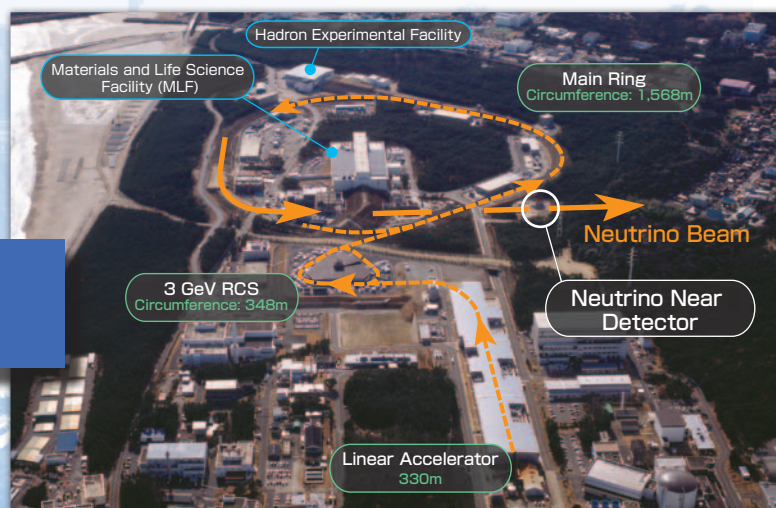 Hadron Experimental Facility
Materials and Life Science
Facility (MLF)
Main Ring
Circumference: 1,568m
Neutrino Beam
3 GeV RCS
Circumference: 348m
Neutrino Near
Detector
Linear Accelerator
330m